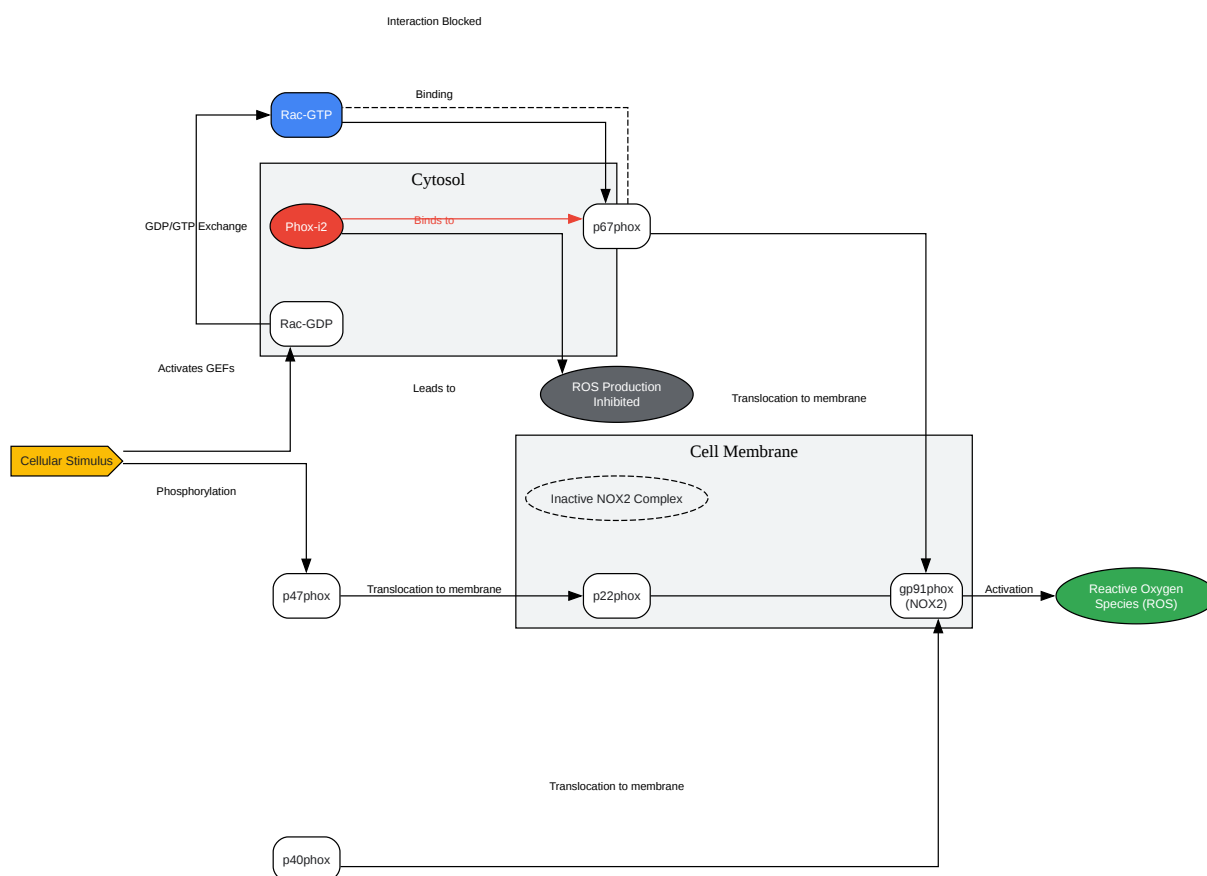 Interaction Blocked
Binding
Rac-GTP
Cytosol
GDP/GTP Exchange
Phox-i2
Binds to
p67phox
Rac-GDP
Activates GEFs
Leads to
ROS Production
Inhibited
Translocation to membrane
Cell Membrane
Cellular Stimulus
Phosphorylation
Inactive NOX2 Complex
p47phox
Translocation to membrane
p22phox
gp91phox
(NOX2)
Activation
Reactive Oxygen
Species (ROS)
Translocation to membrane
p40phox